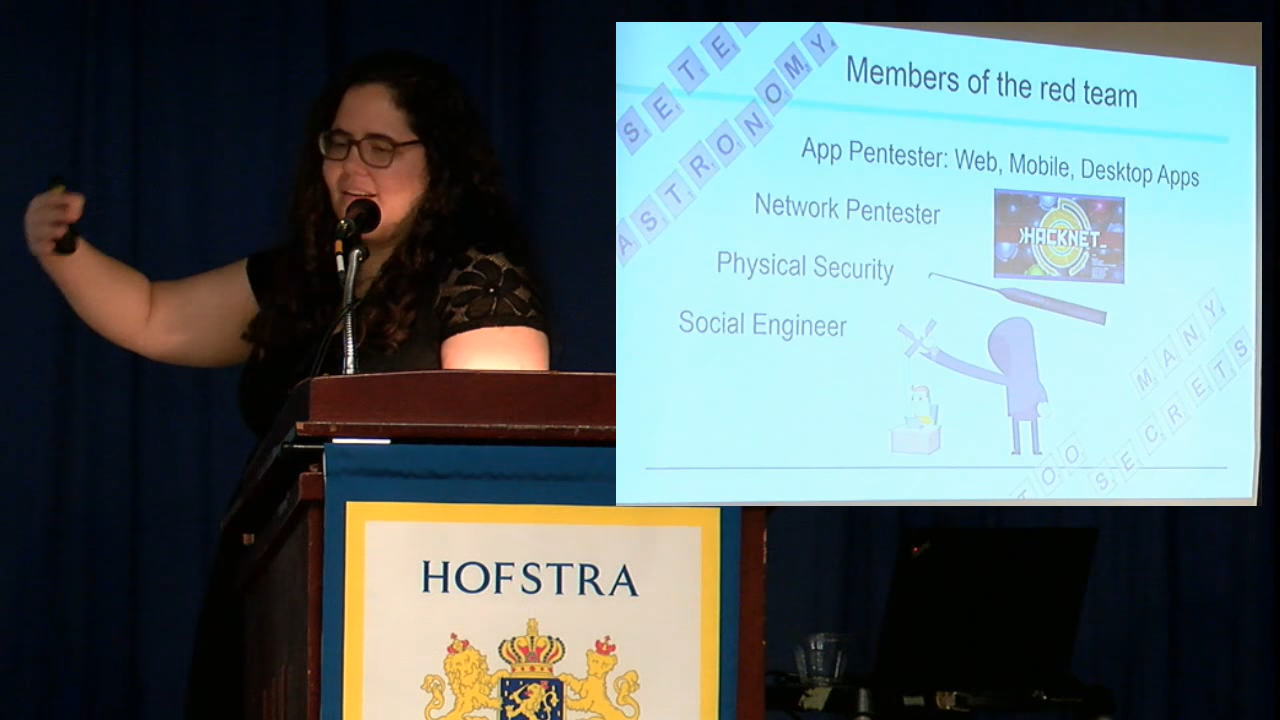 SETE
ASTRONOMY
Members of the red team
App Pentester: Web, Mobile, Desktop Apps
Network Pentester
HACKNET
Physical Security
Social Engineer
MANY
TOO
SECRETS
HOFSTRA